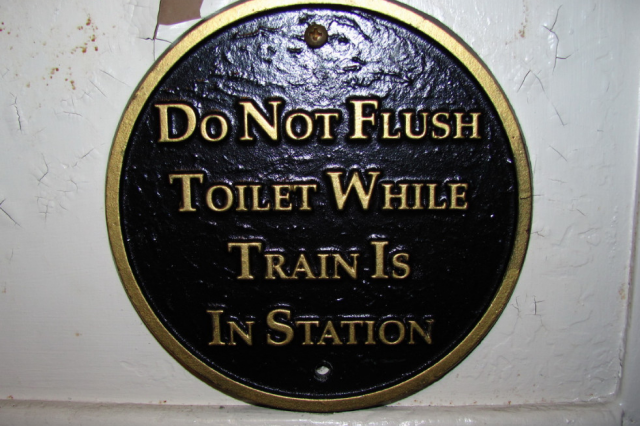 Do Not Flush
Toilet While
Train Is
In Station